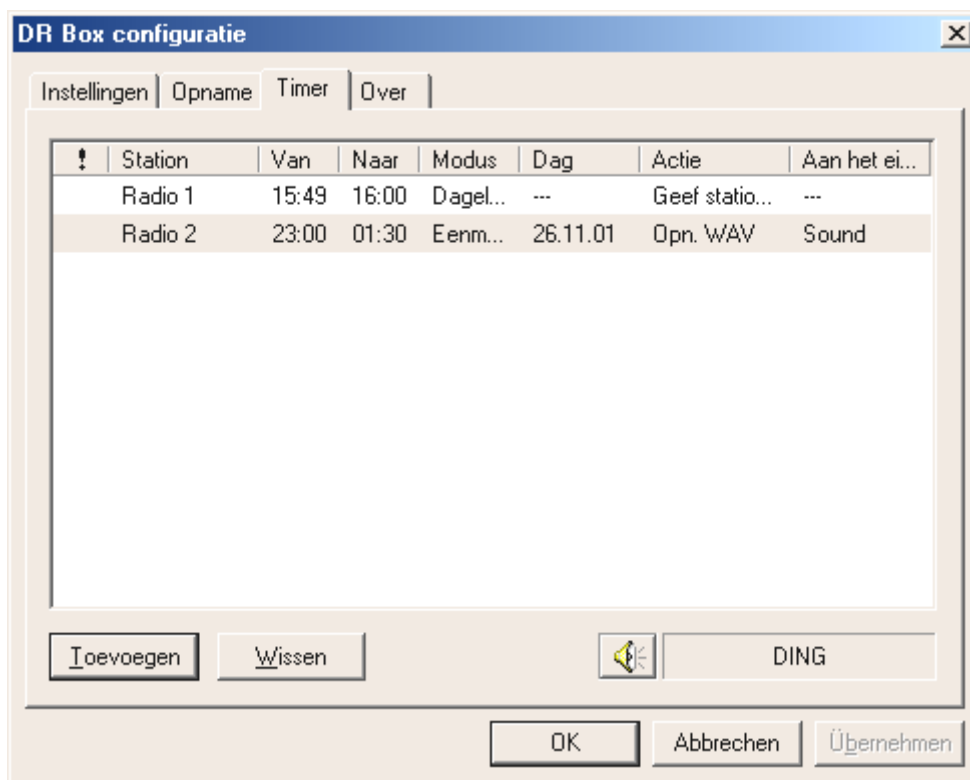 DR Box configuratie
Instellingen Opname Timer Over
! Station Van Naar Modus Dag Actie Aan het ei...
Radio 1 15:49 16:00 Dagel... --- Geef statio... ---
Radio 2 23:00 01:30 Eenm... 26.11.01 Opn. WAV Sound
Toevoegen Wissen DING
OK Abbrechen Übernehmen